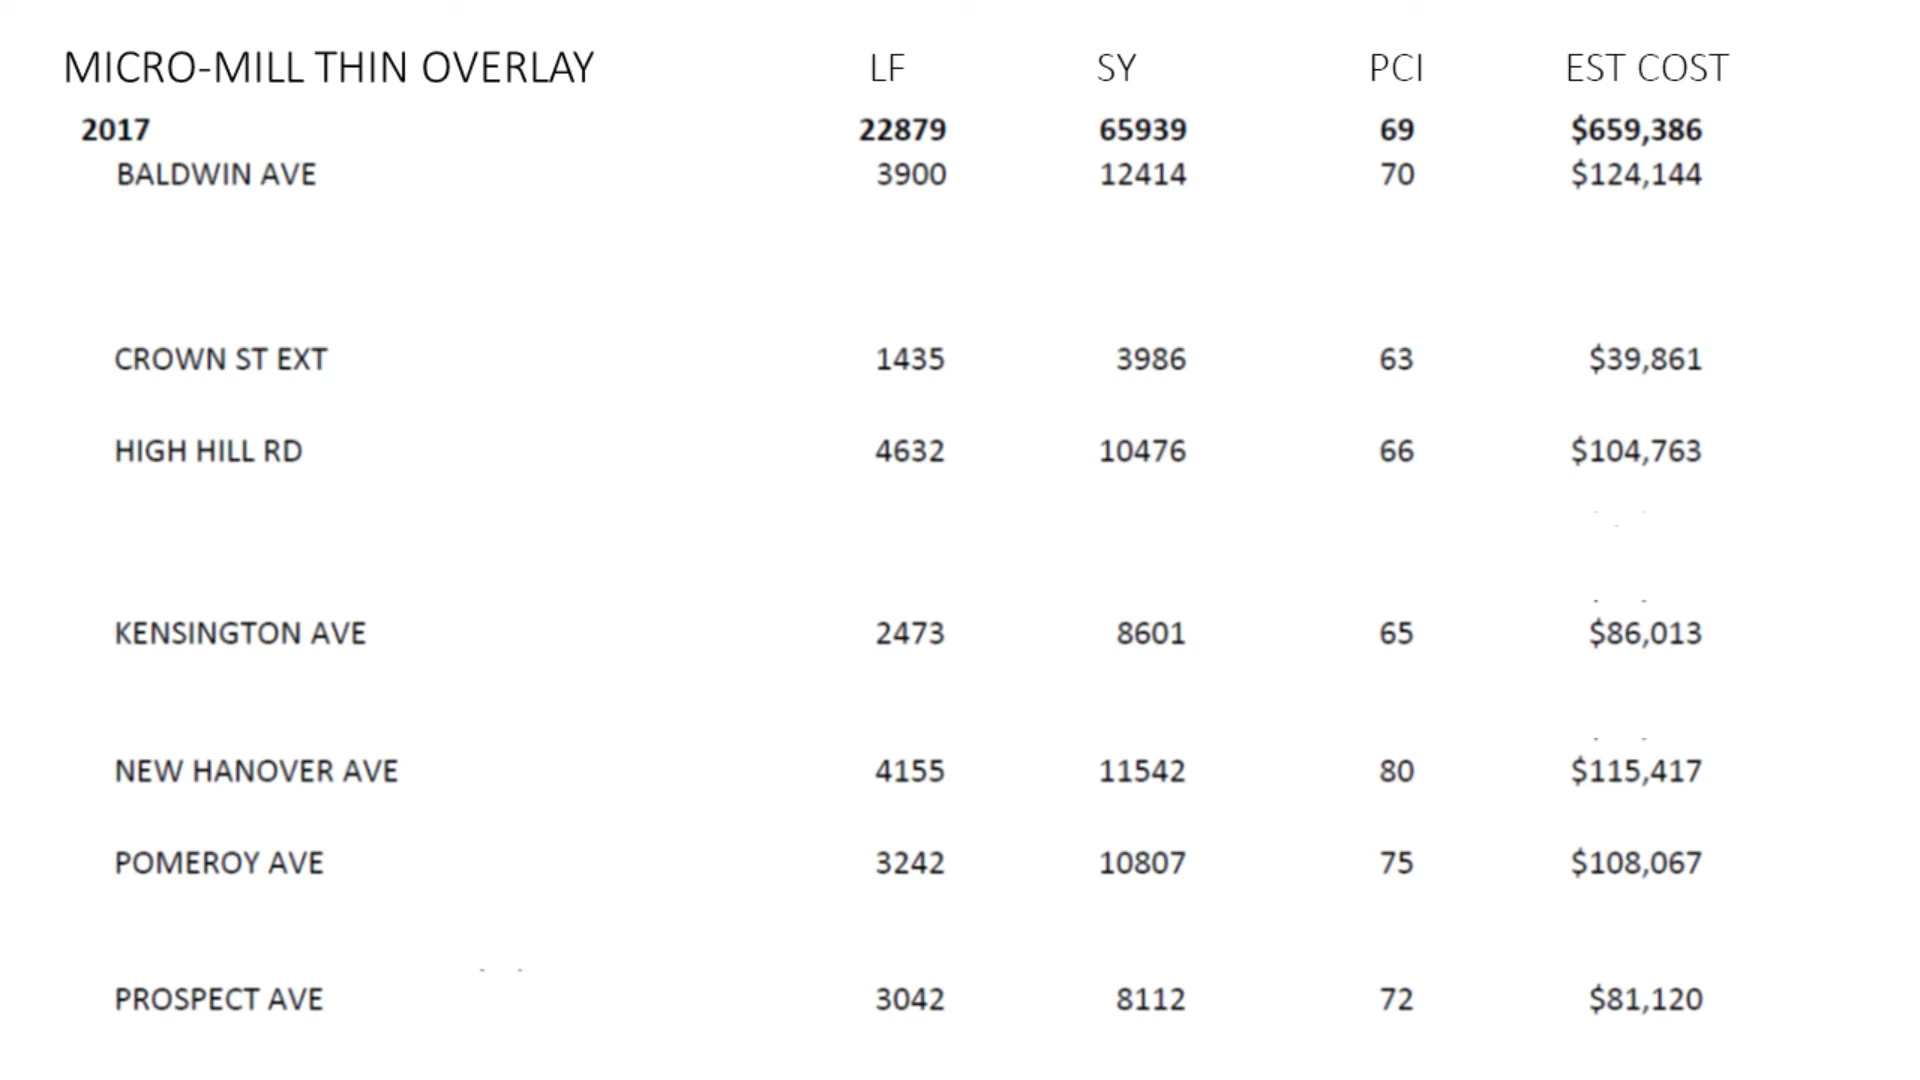 MICRO-MILL THIN OVERLAY LF SY PCI EST COST
2017 22879 65939 69 $659,386
BALDWIN AVE 3900 12414 70 $124,144
CROWN ST EXT 1435 3986 63 $39,861
HIGH HILL RD 4632 10476 66 $104,763
KENSINGTON AVE 2473 8601 65 $86,013
NEW HANOVER AVE 4155 11542 80 $115,417
POMEROY AVE 3242 10807 75 $108,067
PROSPECT AVE 3042 8112 72 $81,120